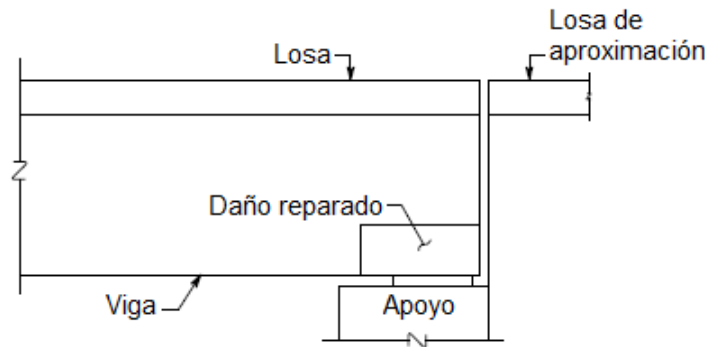 Losa
Losa de
aproximación
Daño reparado
Viga
Apoyo